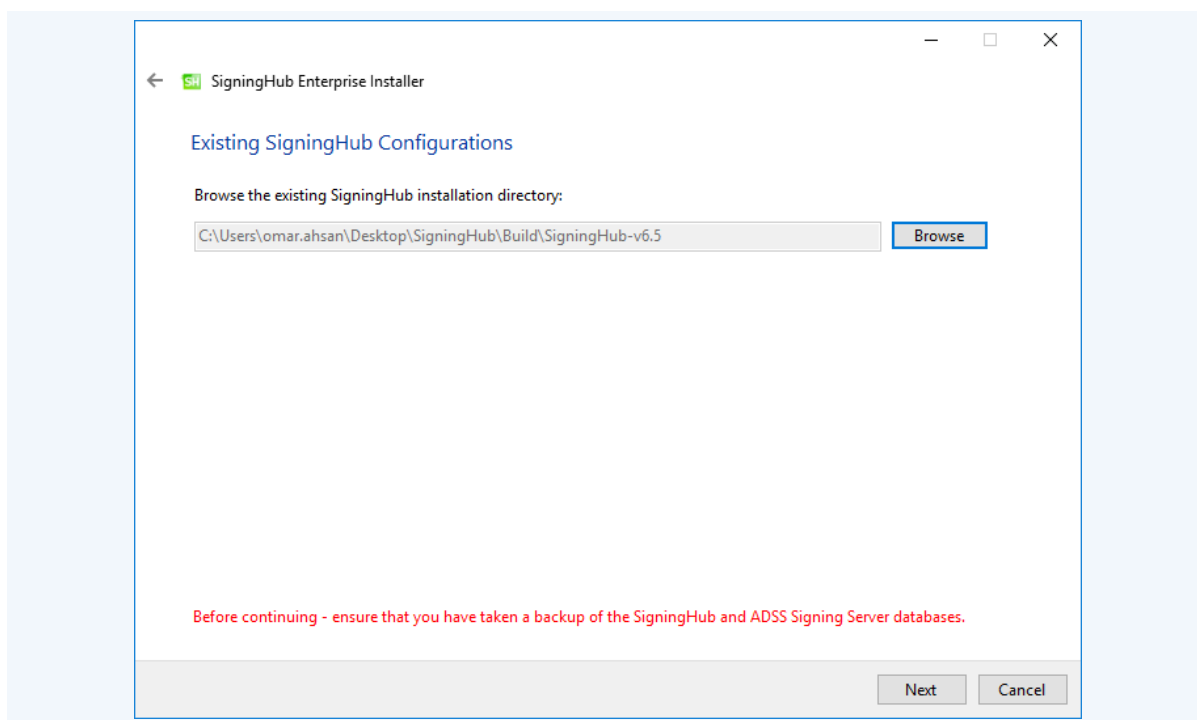 SigningHub Enterprise Installer
Existing SigningHub Configurations
Browse the existing SigningHub installation directory:
C:\Users\omar.ahsan\Desktop\SigningHub\Build\SigningHub-v6.5 Browse
Before continuing - ensure that you have taken a backup of the SigningHub and ADSS Signing Server databases.
Next Cancel